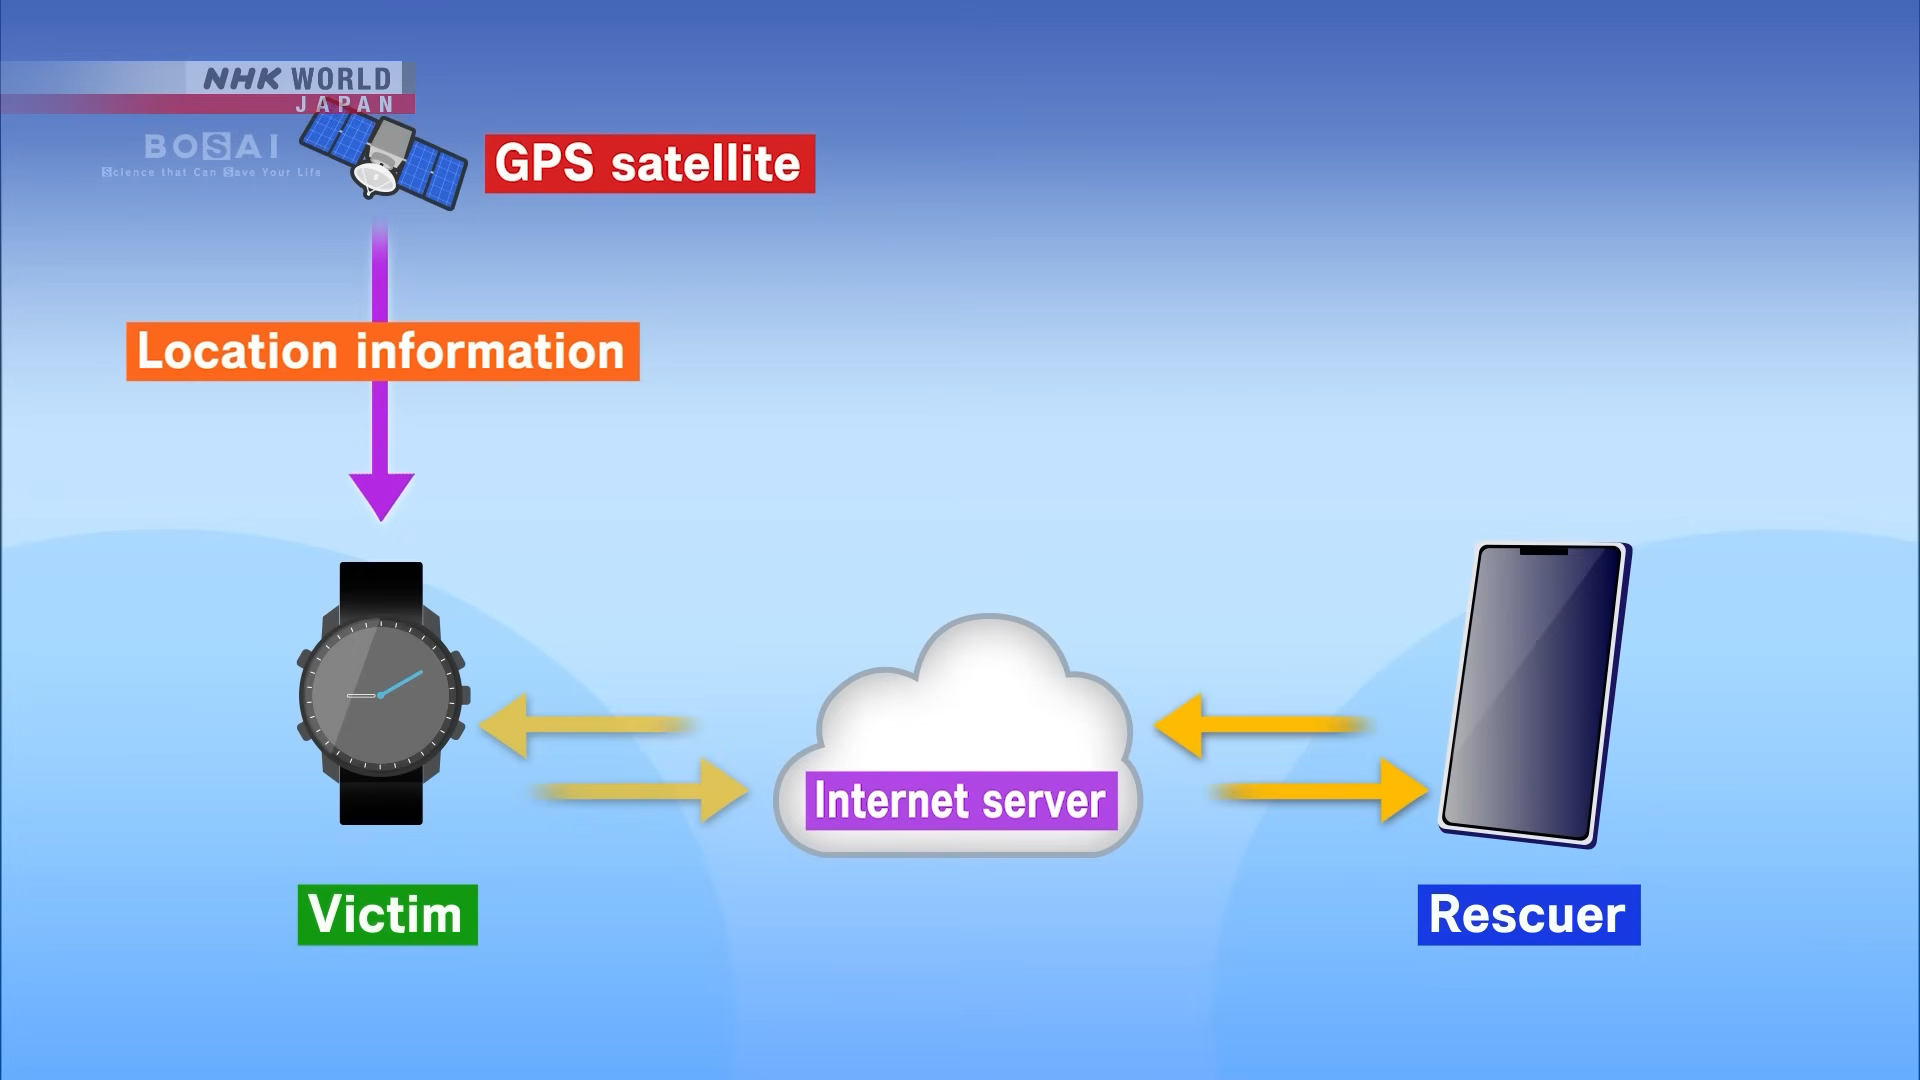 NHK WORLD
JAPAN
BOSAI
Science that Can Save Your Life
GPS satellite
Location information
Internet server
Victim
Rescuer